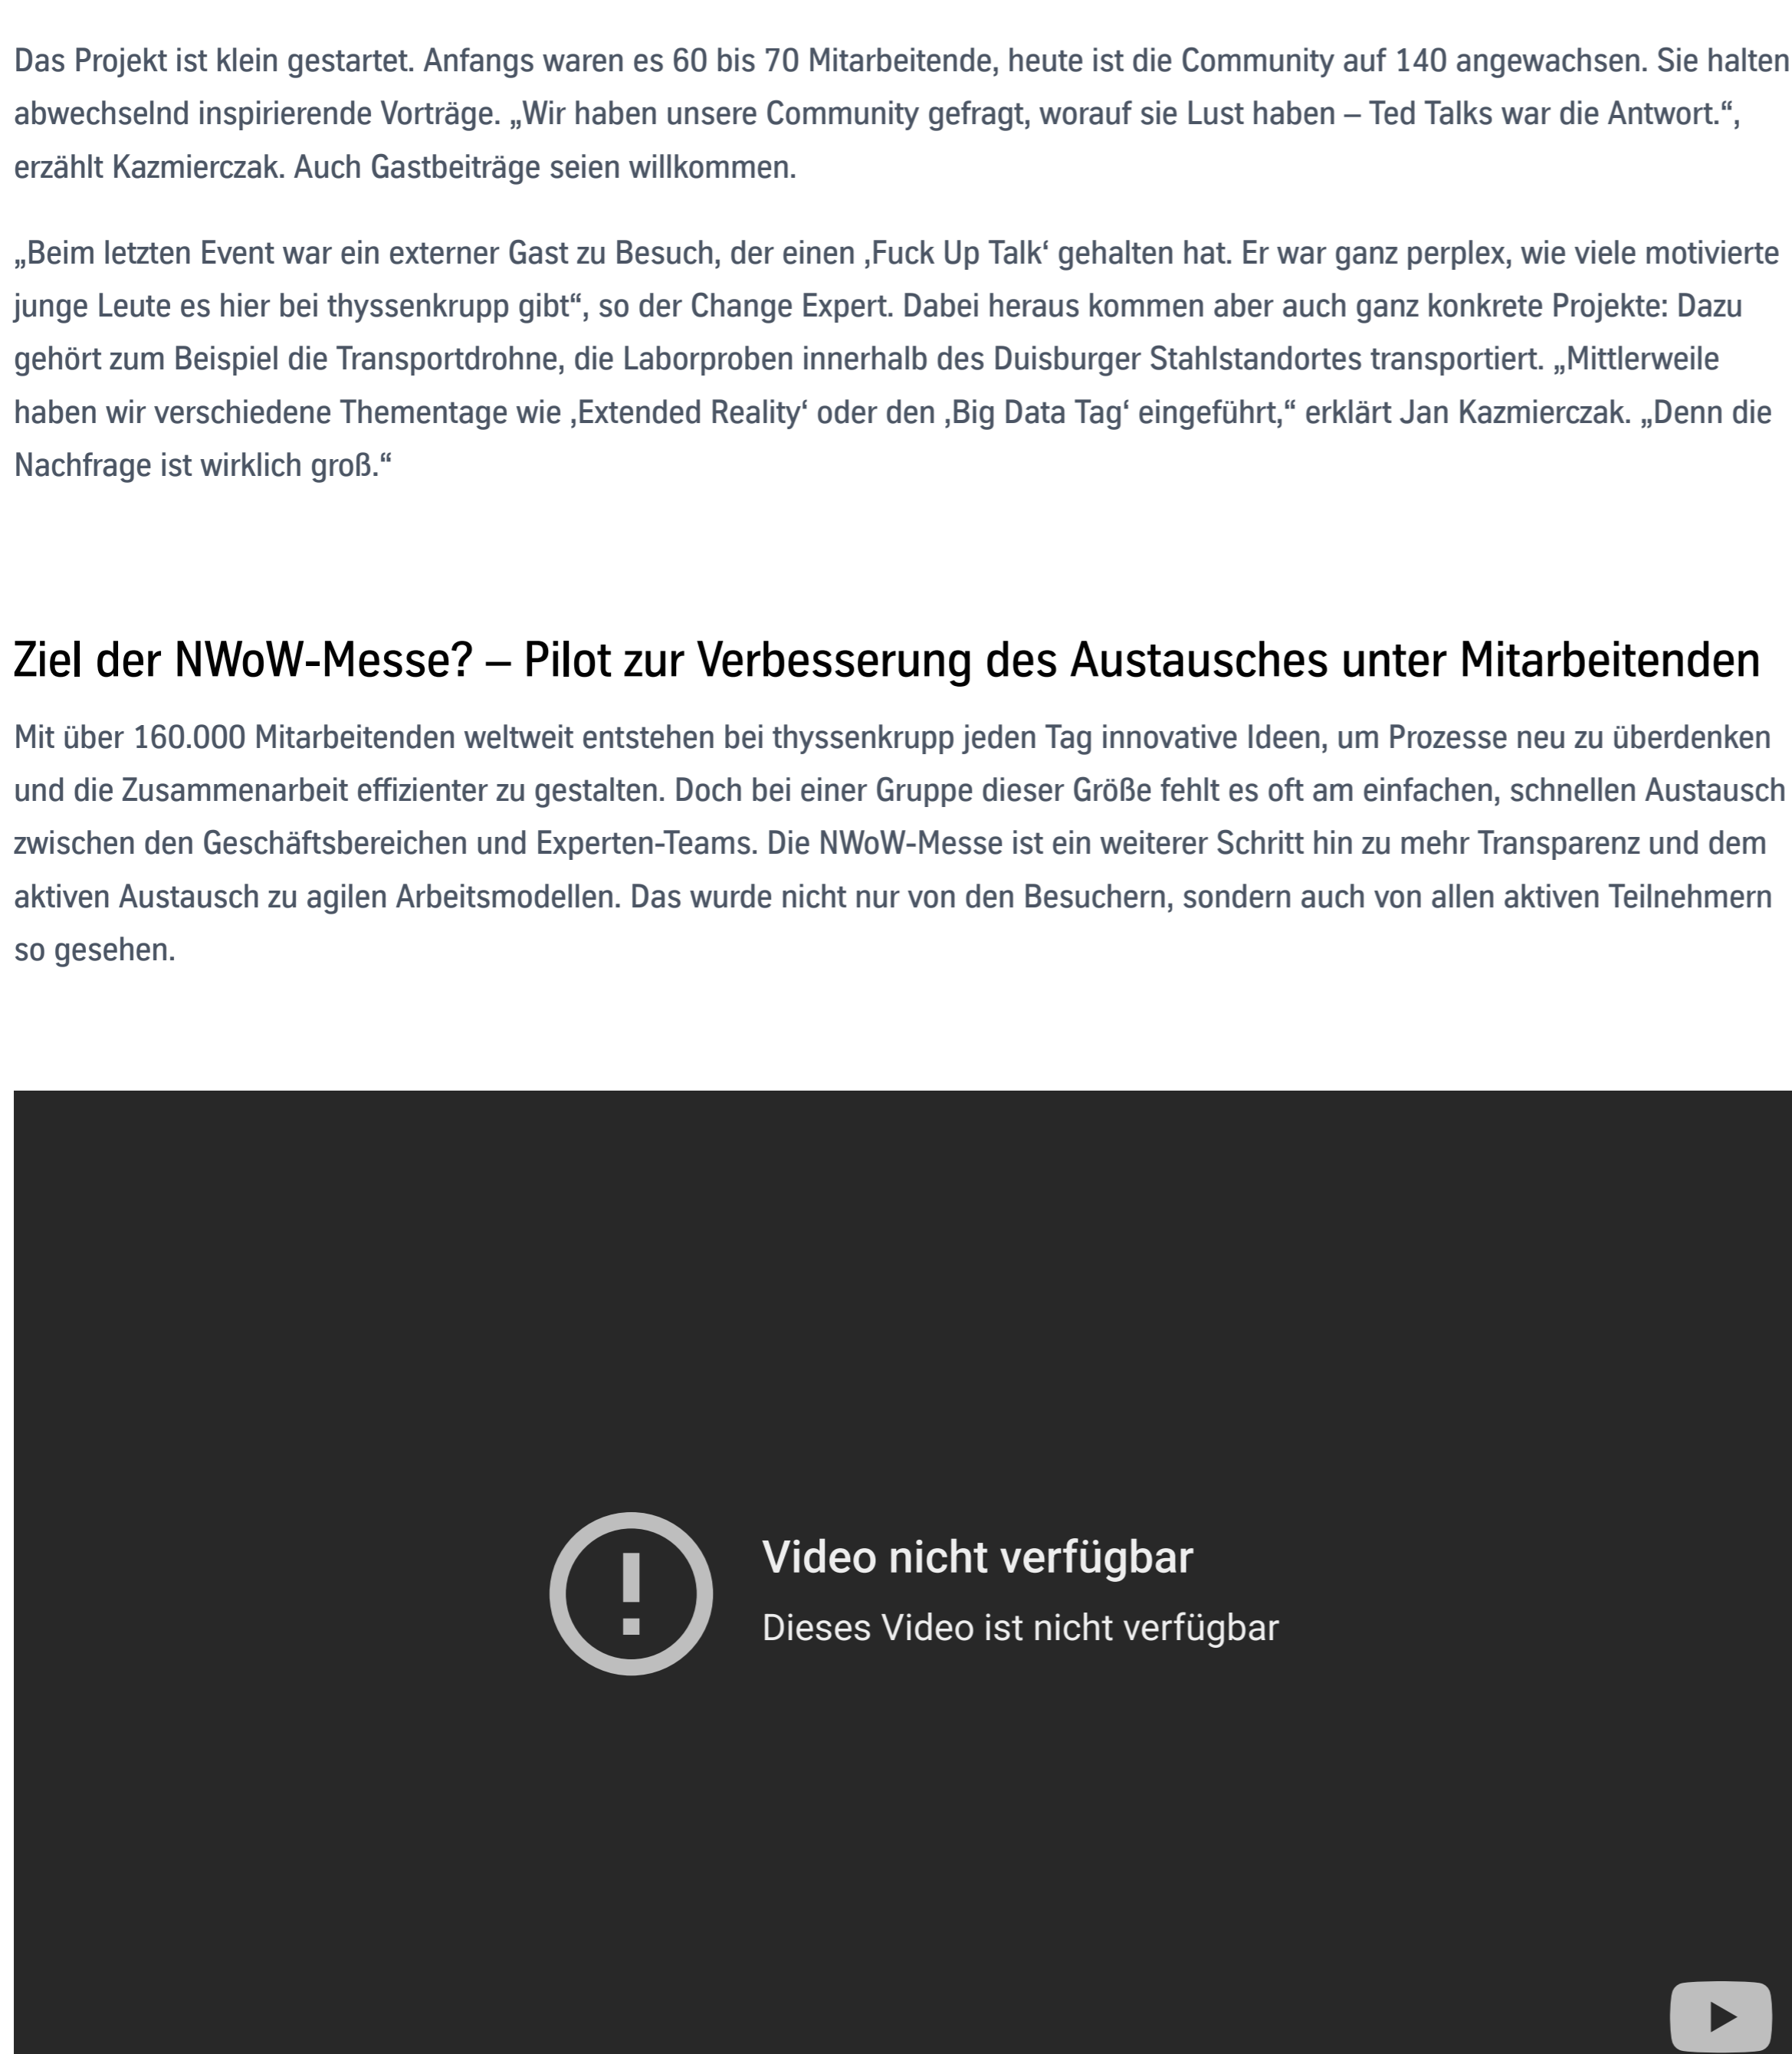 Das Projekt ist klein gestartet. Anfangs waren es 60 bis 70 Mitarbeitende, heute ist die Community auf 140 angewachsen. Sie halten
abwechselnd inspirierende Vorträge. „Wir haben unsere Community gefragt, worauf sie Lust haben – Ted Talks war die Antwort.“,
erzählt Kazmierczak. Auch Gastbeiträge seien willkommen.
„Beim letzten Event war ein externer Gast zu Besuch, der einen ‚Fuck Up Talk‘ gehalten hat. Er war ganz perplex, wie viele motivierte
junge Leute es hier bei thyssenkrupp gibt“, so der Change Expert. Dabei heraus kommen aber auch ganz konkrete Projekte: Dazu
gehört zum Beispiel die Transportdrohne, die Laborproben innerhalb des Duisburger Stahlstandortes transportiert. „Mittlerweile
haben wir verschiedene Thementage wie ‚Extended Reality‘ oder den ‚Big Data Tag‘ eingeführt,“ erklärt Jan Kazmierczak. „Denn die
Nachfrage ist wirklich groß.“
Ziel der NWoW-Messe? – Pilot zur Verbesserung des Austausches unter Mitarbeitenden
Mit über 160.000 Mitarbeitenden weltweit entstehen bei thyssenkrupp jeden Tag innovative Ideen, um Prozesse neu zu überdenken
und die Zusammenarbeit effizienter zu gestalten. Doch bei einer Gruppe dieser Größe fehlt es oft am einfachen, schnellen Austausch
zwischen den Geschäftsbereichen und Experten-Teams. Die NWoW-Messe ist ein weiterer Schritt hin zu mehr Transparenz und dem
aktiven Austausch zu agilen Arbeitsmodellen. Das wurde nicht nur von den Besuchern, sondern auch von allen aktiven Teilnehmern
so gesehen.
Video nicht verfügbar
Dieses Video ist nicht verfügbar